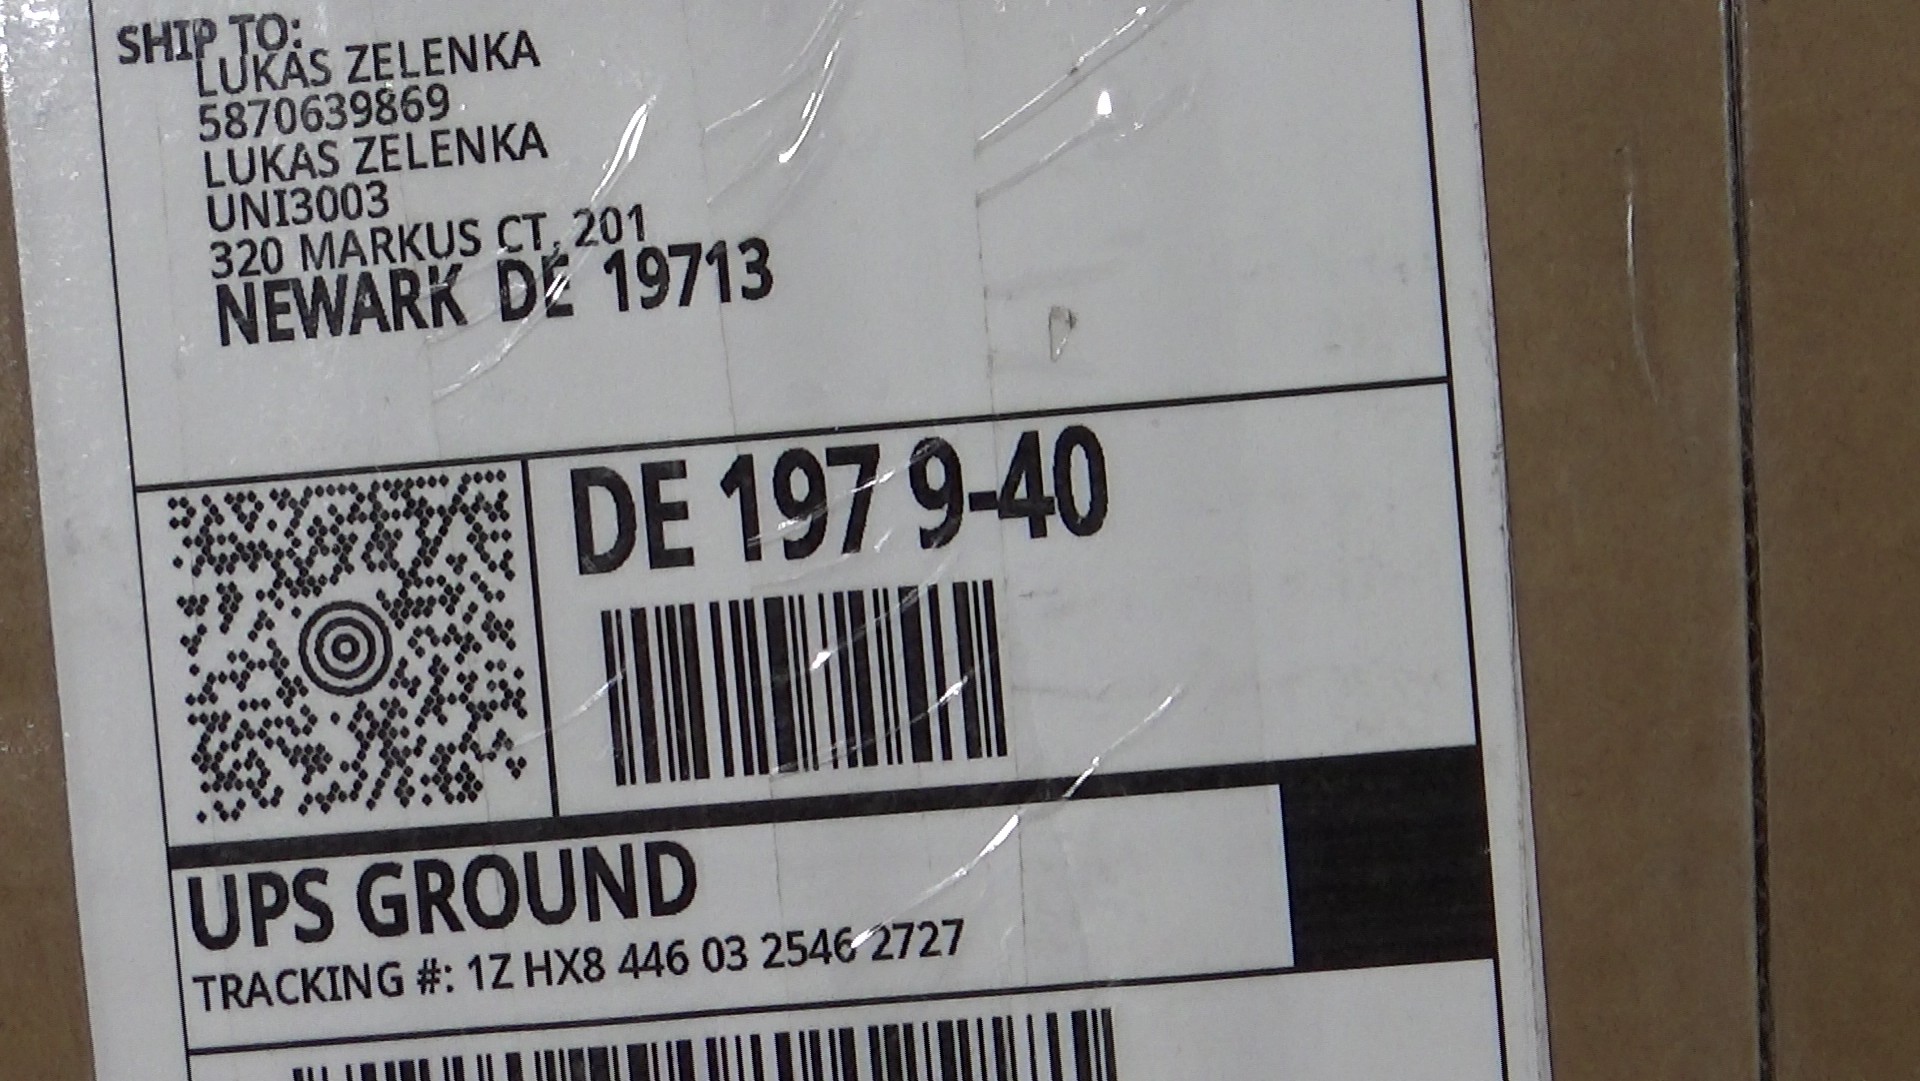 SHIP TO:
LUKAS ZELENKA
5870639869
LUKAS ZELENKA
UNI3003
320 MARKUS CT, 201
NEWARK DE 19713
DE 197 9-40
UPS GROUND
TRACKING #: 1Z HX8 446 03 2546 2727